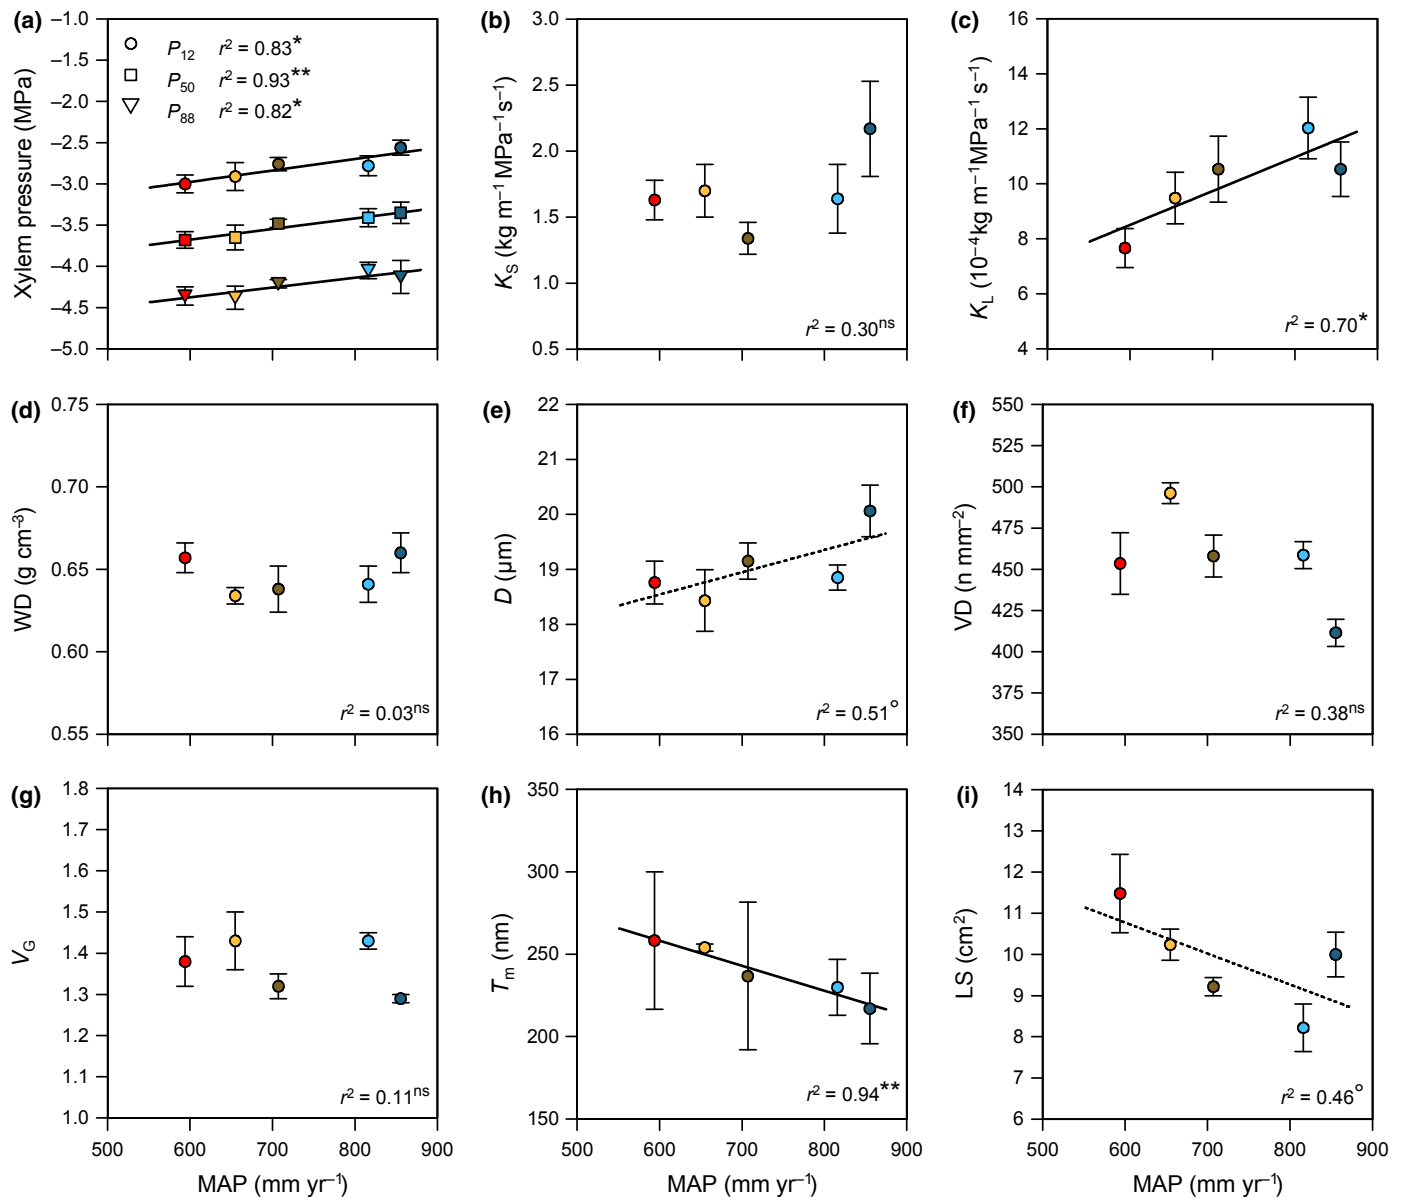 (a)
Xylem pressure (MPa)
–1.0
–1.5
–2.0
–2.5
–3.0
–3.5
–4.0
–4.5
–5.0
P12 r² = 0.83*
P50 r² = 0.93**
P88 r² = 0.82*
(b)
KS (kg m–1 MPa–1s–1)
3.0
2.5
2.0
1.5
1.0
0.5
r² = 0.30ns
(c)
KL (10–4 kg m–1MPa–1 s–1)
16
14
12
10
8
6
4
r² = 0.70*
(d)
WD (g cm–3)
0.75
0.70
0.65
0.60
0.55
r² = 0.03ns
(e)
D (µm)
22
21
20
19
18
17
16
r² = 0.51°
(f)
VD (n mm–2)
550
525
500
475
450
425
400
375
350
r² = 0.38ns
(g)
VG
1.8
1.7
1.6
1.5
1.4
1.3
1.2
1.1
1.0
r² = 0.11ns
500 600 700 800 900
MAP (mm yr–1)
(h)
Tm (nm)
350
300
250
200
150
r² = 0.94**
500 600 700 800 900
MAP (mm yr–1)
(i)
LS (cm2)
14
13
12
11
10
9
8
7
6
r² = 0.46°
500 600 700 800 900
MAP (mm yr–1)